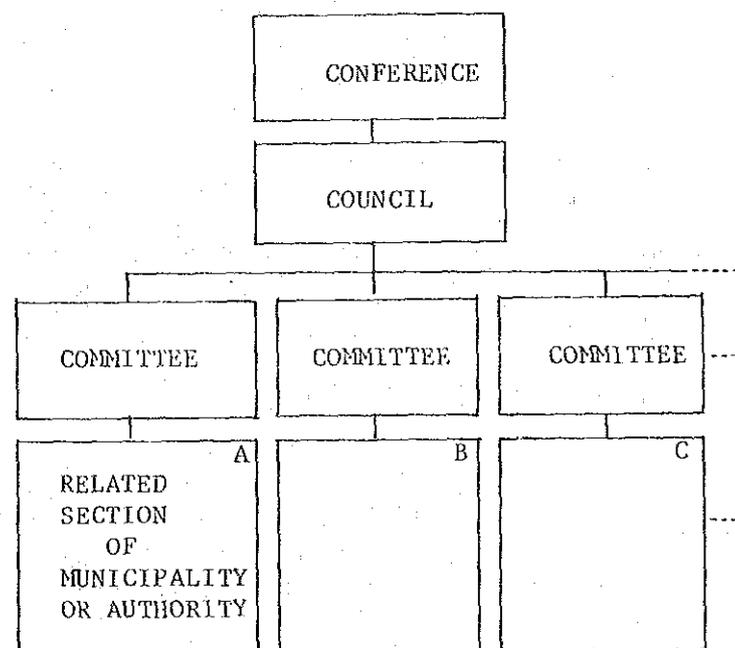 CONFERENCE
COUNCIL
COMMITTEE
COMMITTEE
COMMITTEE
A
B
C
RELATED
SECTION
OF
MUNICIPALITY
OR AUTHORITY